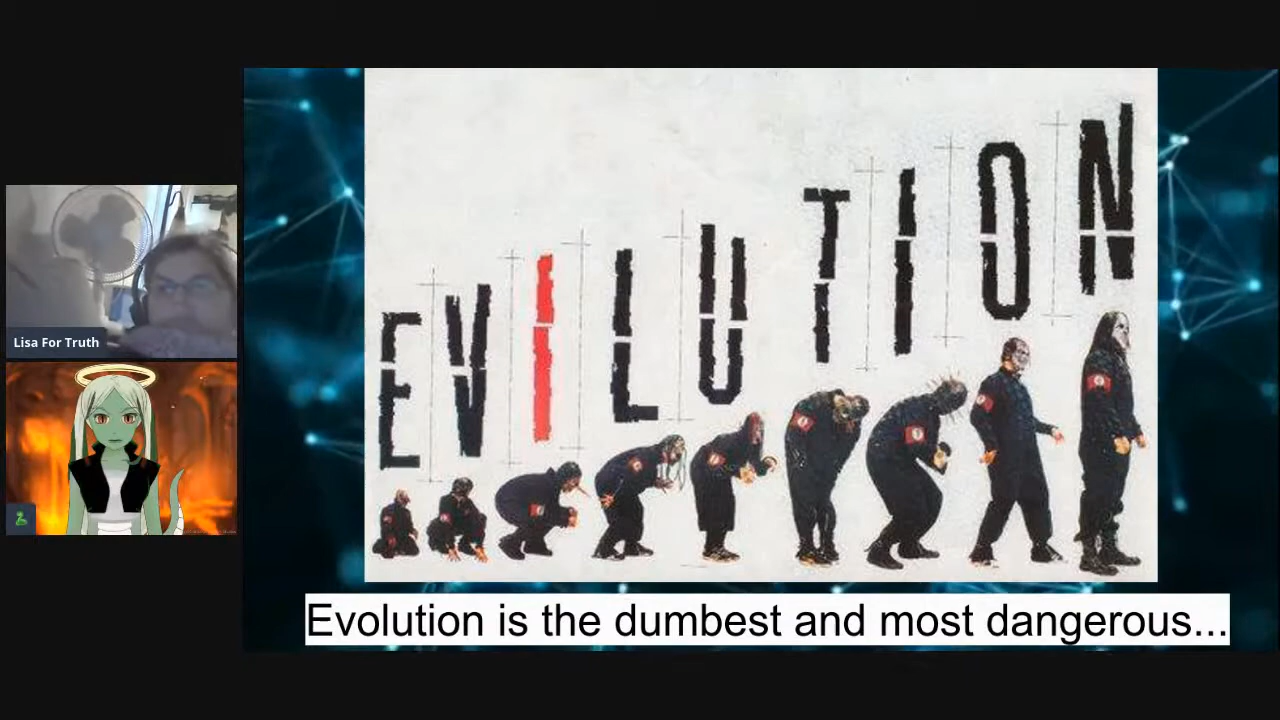 EVILUTION
Lisa For Truth
Evolution is the dumbest and most dangerous...